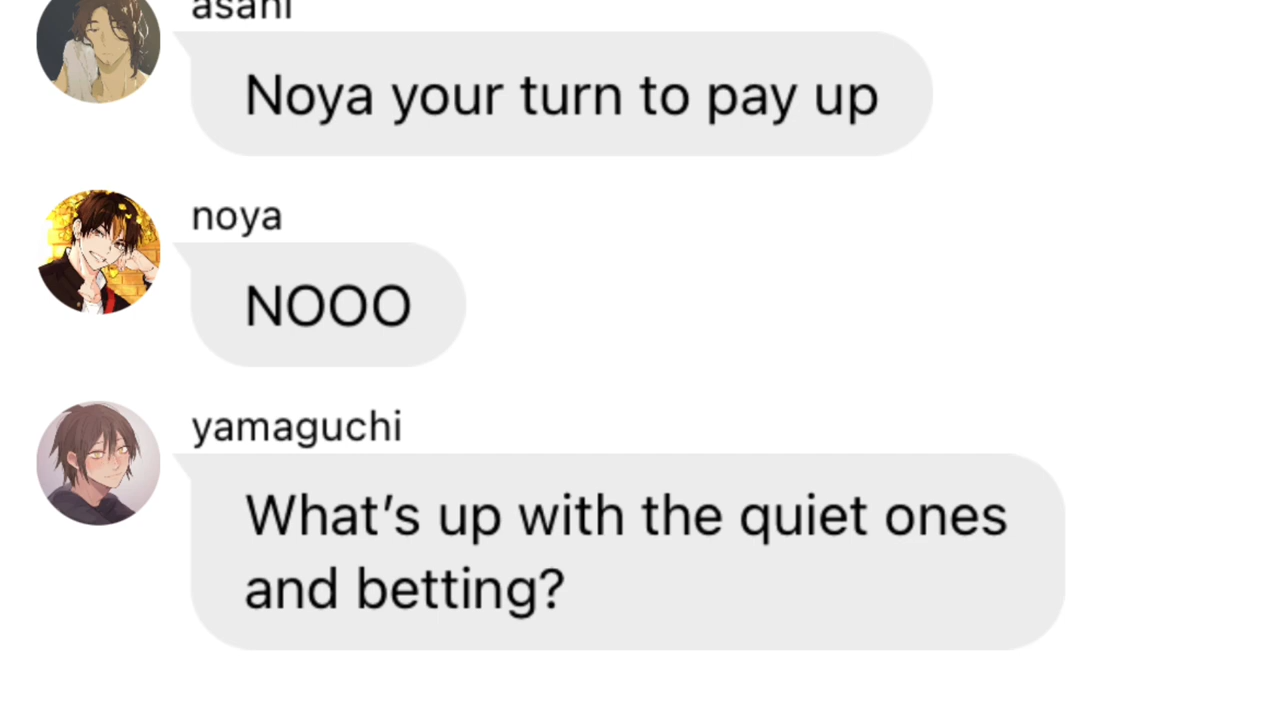 asahi
Noya your turn to pay up
noya
NOOO
yamaguchi
What's up with the quiet ones
and betting?